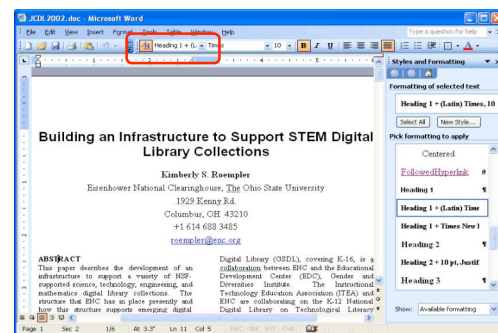 JCDL2002.doc - Microsoft Word
File Edit View Insert Format Tools Table Window Help
Type a question for help
Heading 1 + (L Times 10 B I U
Styles and Formatting
Formatting of selected text
Heading 1 + (Latin) Times, 10
Select All New Style...
Pick formatting to apply
Centered
FollowedHyperlink a
Heading 1 ¶
Heading 1 + (Latin) Time
Heading 1 + Times New I
Heading 2 ¶
Heading 2 + 10 pt, Justif
Heading 3 ¶
Show: Available formatting
Building an Infrastructure to Support STEM Digital
Library Collections
Kimberly S. Roempler
Eisenhower National Clearinghouse, The Ohio State University
1929 Kenny Rd.
Columbus, OH 43210
+1 614 688 3485
roempler@enc.org
ABSTRACT
This paper describes the development of an
infrastructure to support a variety of NSF-
supported science, technology, engineering, and
mathematics digital library collections. The
structure that ENC has in place presently and
how this structure supports emerging digital
Digital Library (GSDL), covering K-16, is a
collaboration between ENC and the Educational
Development Center (EDC), Gender and
Diversities Institute. The Instructional
Technology Education Association (ITEA) and
ENC are collaborating on the K-12 National
Digital Library on Technological Literacy
Page 1 Sec 2 1/6 At 3.3" Ln 11 Col 5 REC TRK EXT OVR